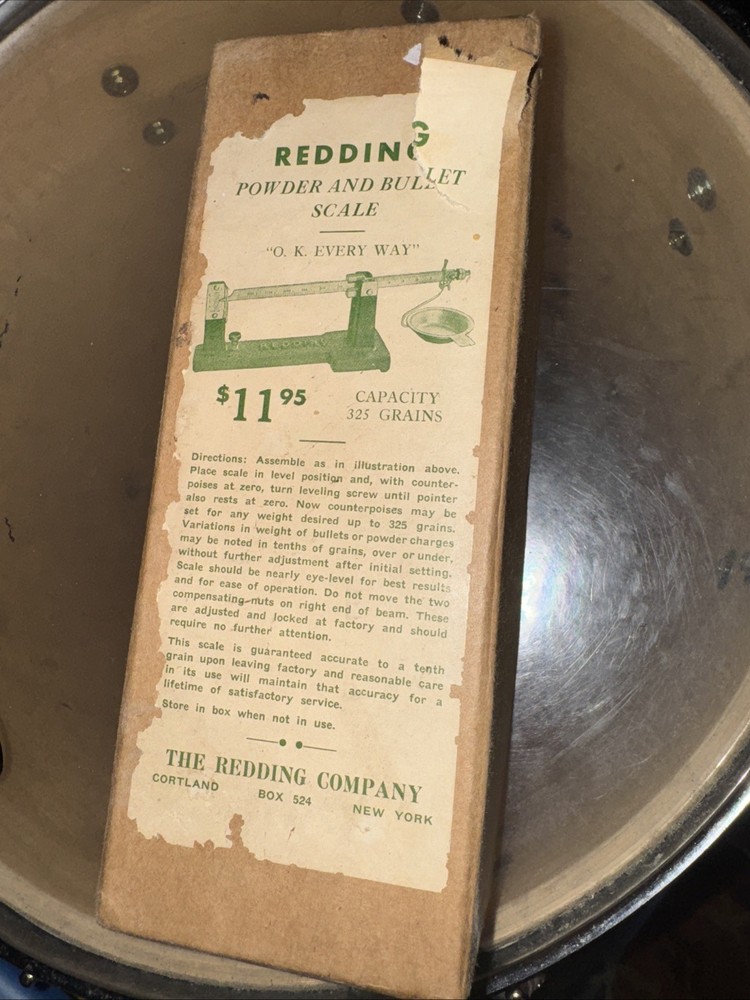 REDDING
POWDER AND BULLET
SCALE
"O. K. EVERY WAY"
REDDING
$11 95
CAPACITY
325 GRAINS
Directions: Assemble as in illustration above.
Place scale in level position and, with counter-
poises at zero, turn leveling screw until pointer
also rests at zero. Now counterpoises may be
set for any weight desired up to 325 grains.
Variations in weight of bullets or powder charges
may be noted in tenths of grains, over or under,
without further adjustment after initial setting.
Scale should be nearly eye-level for best results
and for ease of operation. Do not move the two
compensating nuts on right end of beam. These
are adjusted and locked at factory and should
require no further attention.
This scale is guaranteed accurate to a tenth
grain upon leaving factory and reasonable care
in its use will maintain that accuracy for a
lifetime of satisfactory service.
Store in box when not in use.
THE REDDING COMPANY
CORTLAND BOX 524 NEW YORK